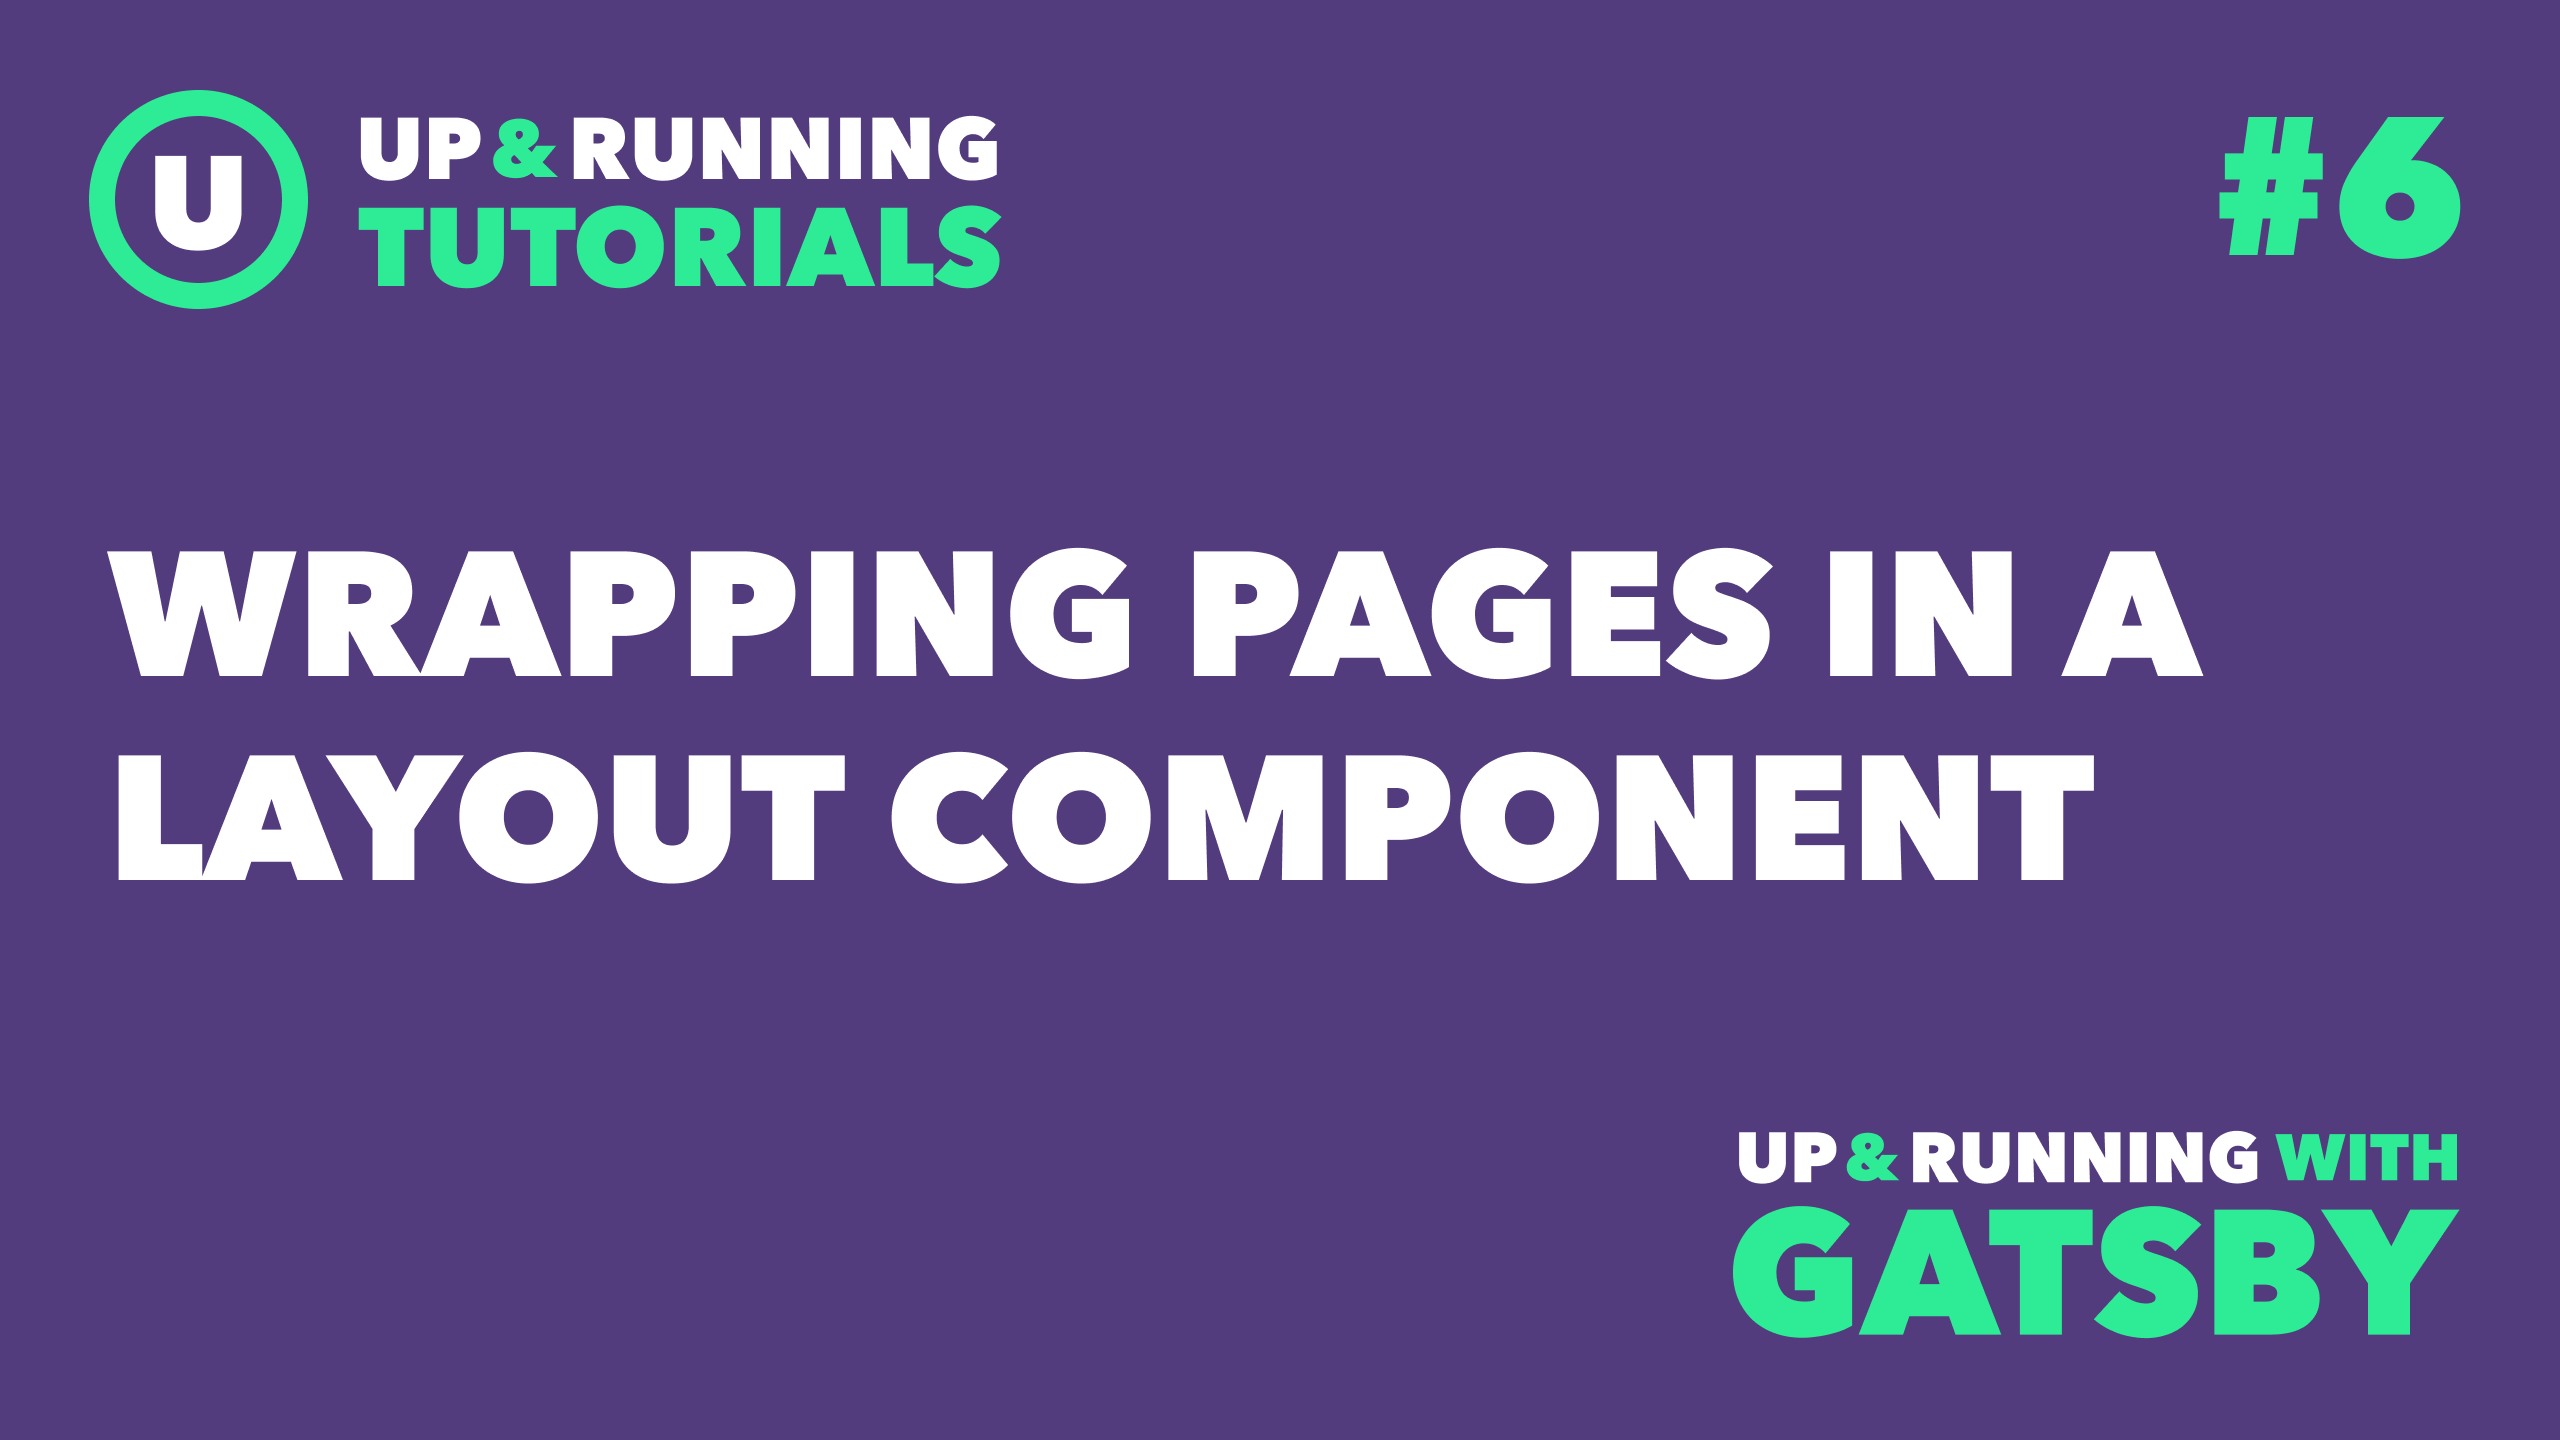 U
UP & RUNNING
TUTORIALS
#6
WRAPPING PAGES IN A
LAYOUT COMPONENT
UP & RUNNING WITH
GATSBY